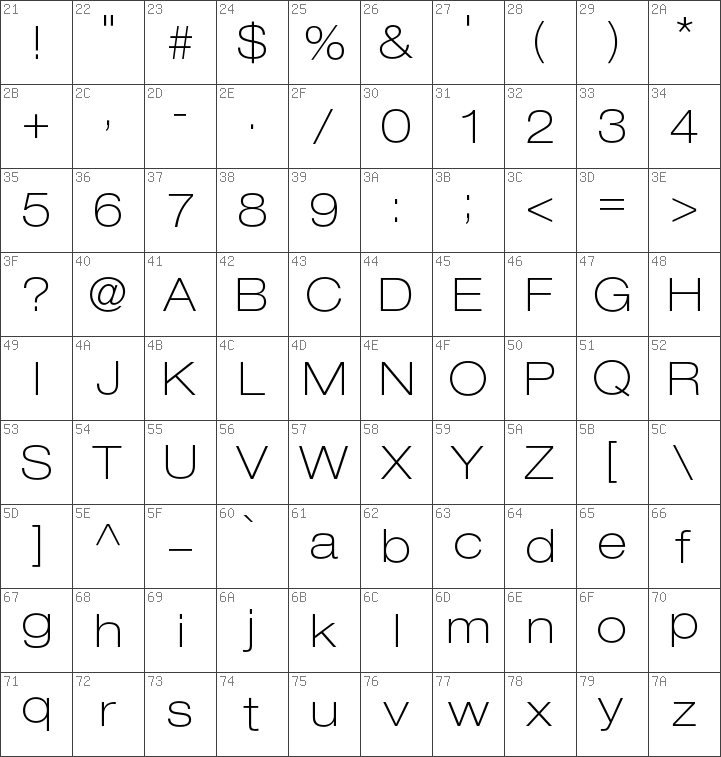 21 22 23 24 25 26 27 28 29 2A
! " # $ % & ' ( ) *
2B 2C 2D 2E 2F 30 31 32 33 34
+ , - . / 0 1 2 3 4
35 36 37 38 39 3A 3B 3C 3D 3E
5 6 7 8 9 : ; < = >
3F 40 41 42 43 44 45 46 47 48
? @ A B C D E F G H
49 4A 4B 4C 4D 4E 4F 50 51 52
I J K L M N O P Q R
53 54 55 56 57 58 59 5A 5B 5C
S T U V W X Y Z [ \
5D 5E 5F 60 61 62 63 64 65 66
] ^ _ ` a b c d e f
67 68 69 6A 6B 6C 6D 6E 6F 70
g h i j k l m n o p
71 72 73 74 75 76 77 78 79 7A
q r s t u v w x y z